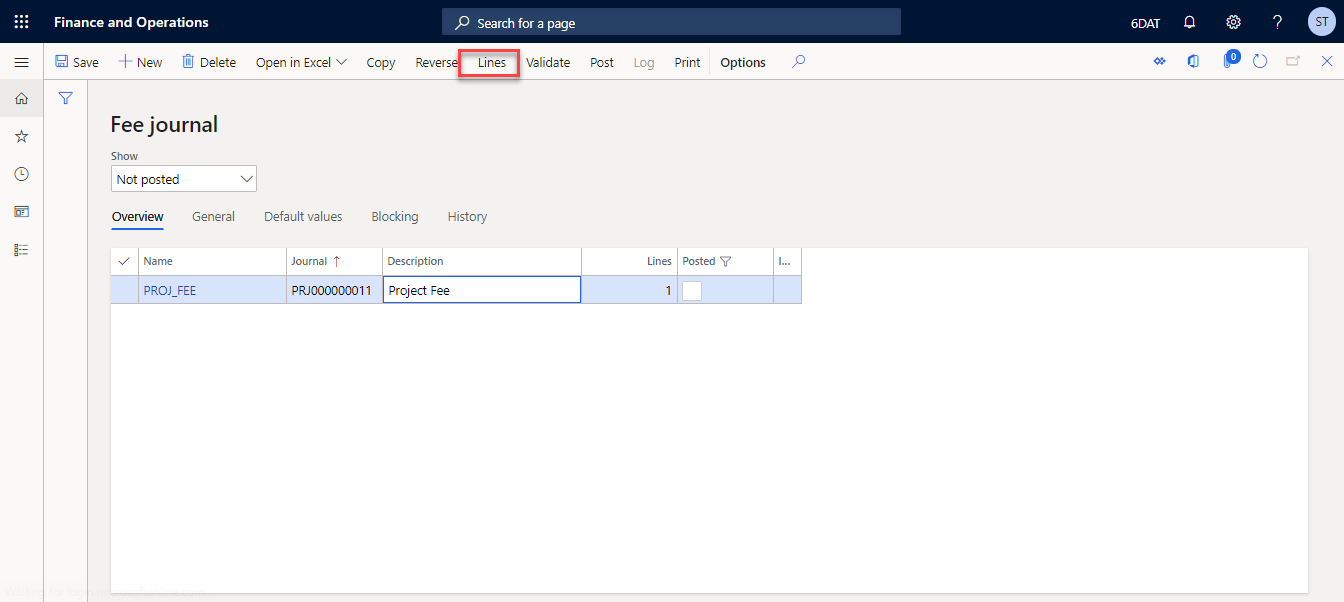 Finance and Operations
Search for a page
6DAT
?
ST
Save
New
Delete
Open in Excel
Copy
Reverse
Lines
Validate
Post
Log
Print
Options
0
Fee journal
Show
Not posted
Overview
General
Default values
Blocking
History
Name
Journal
Description
Lines
Posted
I...
PROJ_FEE
PRJ000000011
Project Fee
1